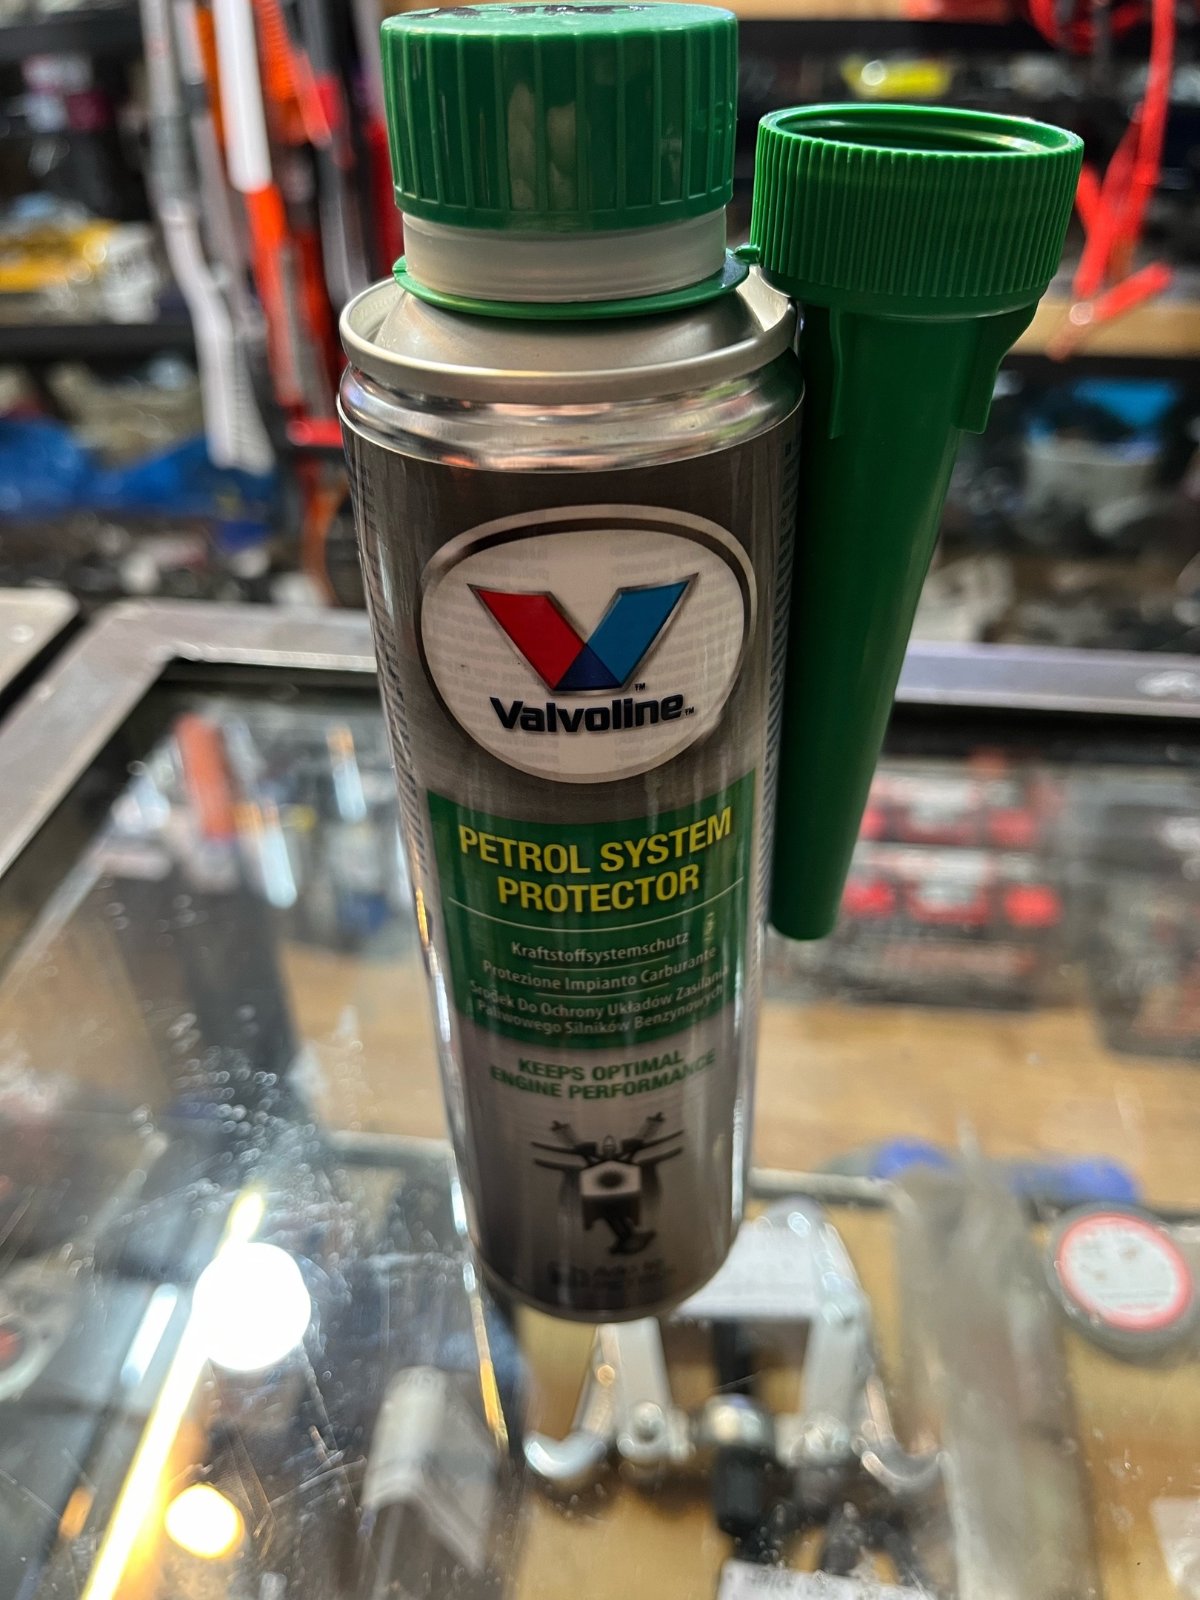 Valvoline™
PETROL SYSTEM
PROTECTOR
Kraftstoffsystemschutz
Protezione Impianto Carburante
Środek Do Ochrony Układów Zasilania
Paliwowego Silników Benzynowych
KEEPS OPTIMAL
ENGINE PERFORMANCE